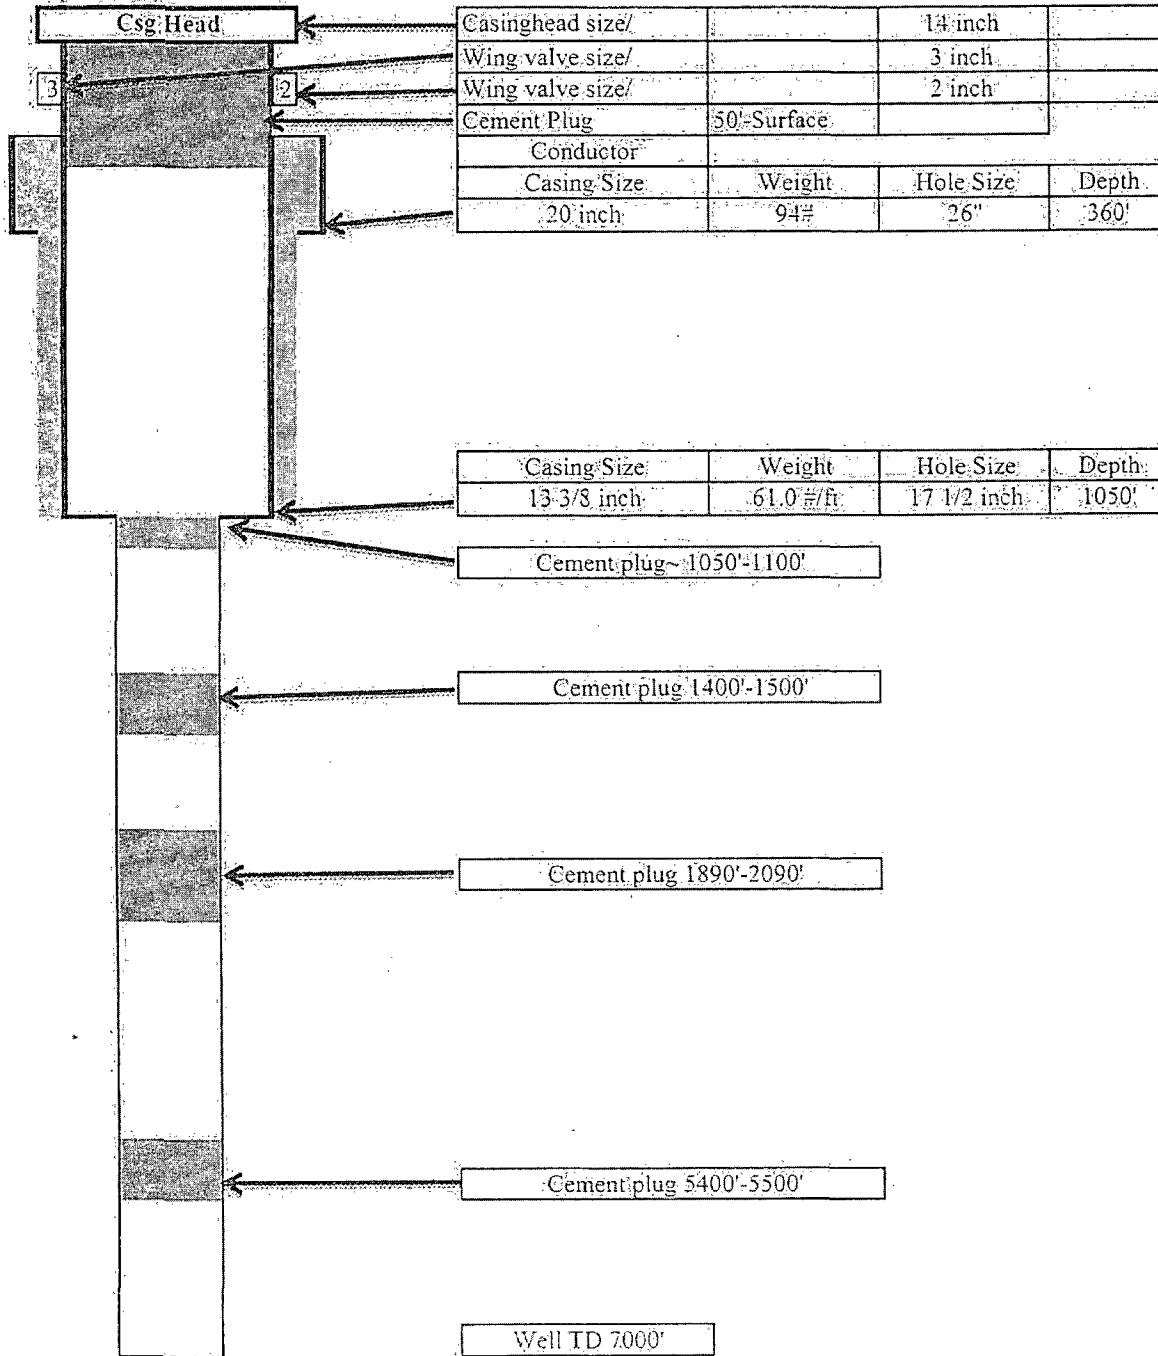 Csg Head
Casinghead size/ 14 inch
Wing valve size/ 3 inch
3
2
Wing valve size/ 2 inch
Cement Plug 50'-Surface
Conductor
Casing Size Weight Hole Size Depth
20 inch 94# 26" 360'
Casing Size Weight Hole Size Depth
13 3/8 inch 61.0 #/ft 17 1/2 inch 1050'
Cement plug~ 1050'-1100'
Cement plug 1400'-1500'
Cement plug 1890'-2090'
Cement plug 5400'-5500'
Well TD 7000'